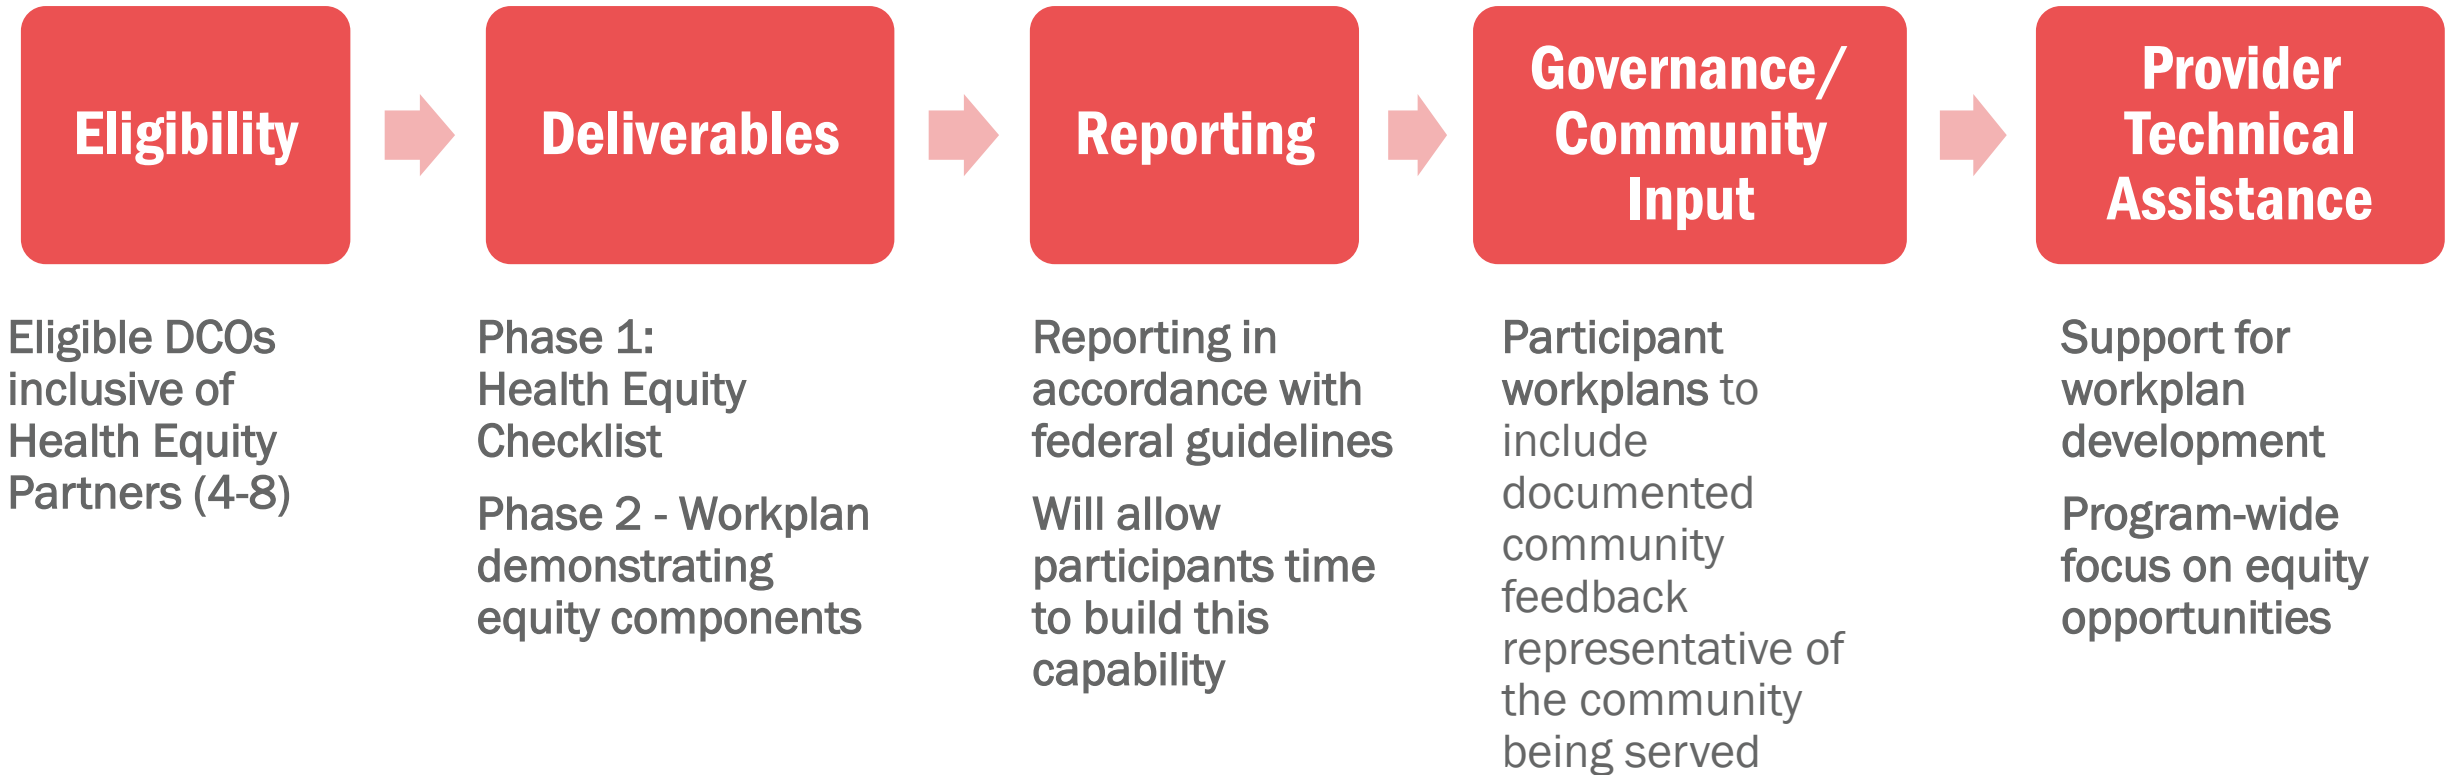 Eligibility
Deliverables
Reporting
Governance/
Community
Input
Provider
Technical
Assistance
Eligible DCOs
inclusive of
Health Equity
Partners (4-8)
Phase 1:
Health Equity
Checklist
Phase 2 - Workplan
demonstrating
equity components
Reporting in
accordance with
federal guidelines
Will allow
participants time
to build this
capability
Participant
workplans to
include
documented
community
feedback
representative of
the community
being served
Support for
workplan
development
Program-wide
focus on equity
opportunities